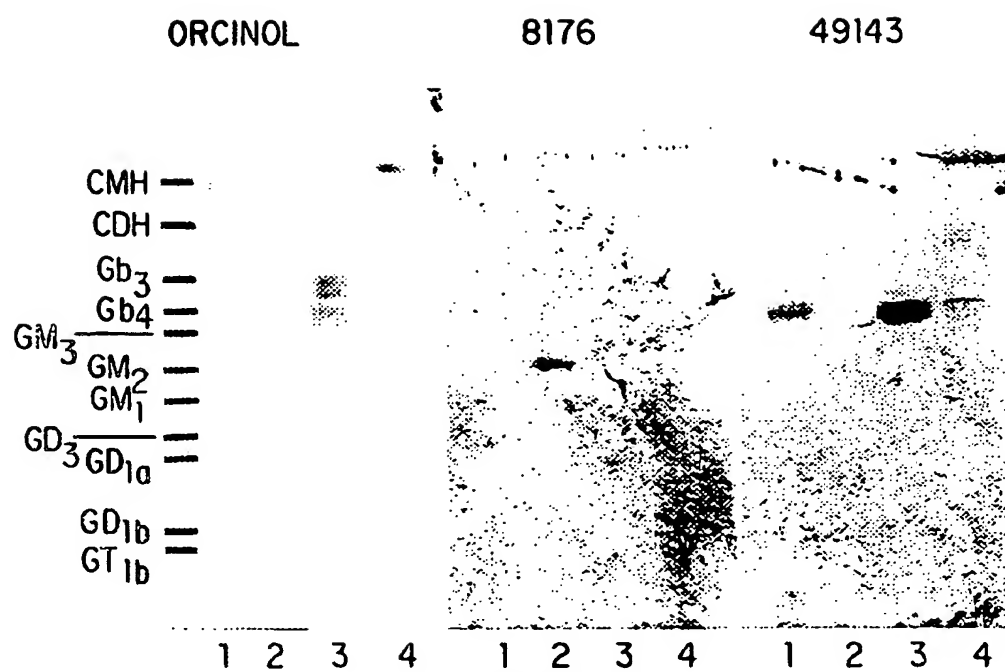 ORCINOL 8176 49143
CMH
CDH
Gb3
Gb4
GM3
GM2
GM1
GD3
GD1a
GD1b
GT1b
1 2 3 4 1 2 3 4 1 2 3 4